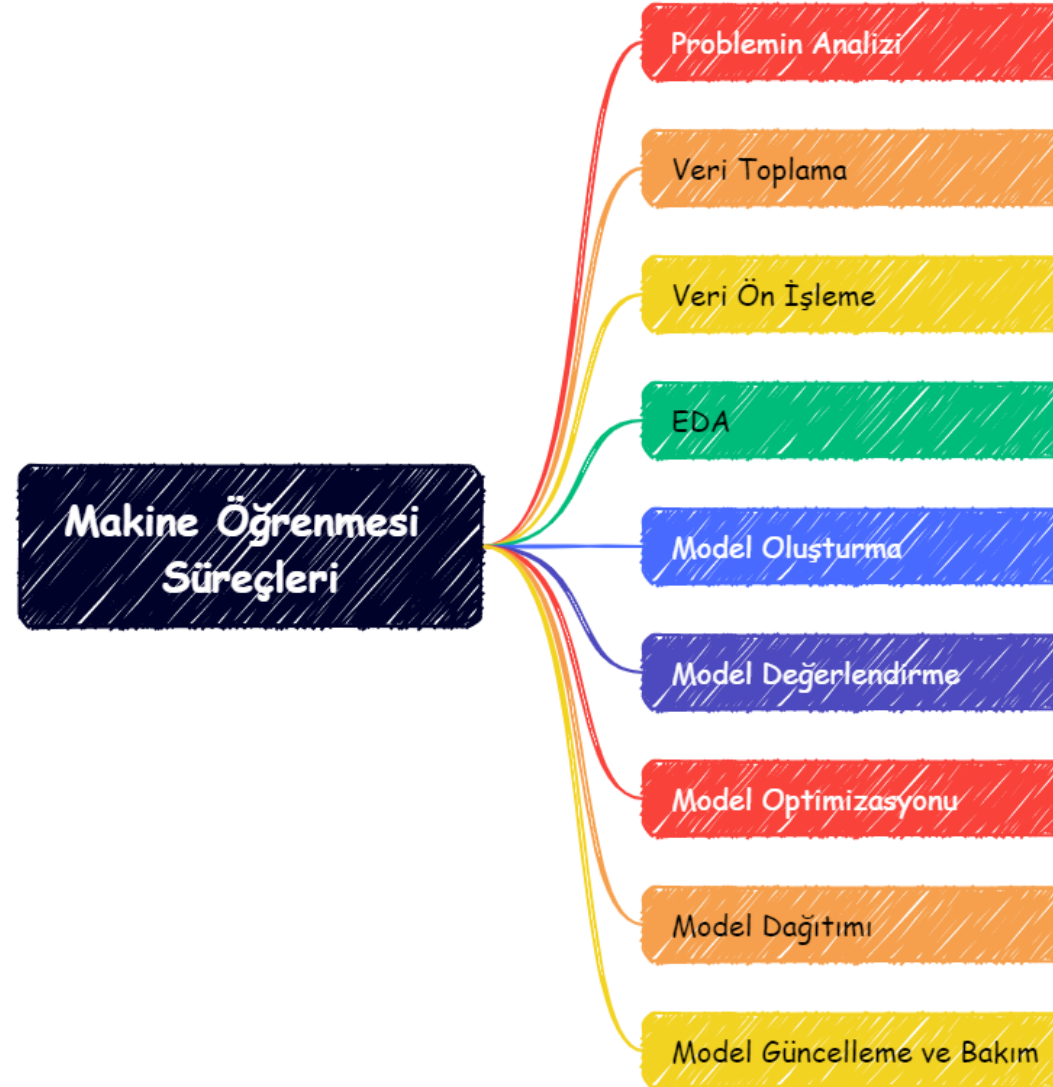 Problemin Analizi
Veri Toplama
Veri Ön İşleme
EDA
Makine Öğrenmesi
Süreçleri
Model Oluşturma
Model Değerlendirme
Model Optimizasyonu
Model Dağıtımı
Model Güncelleme ve Bakım